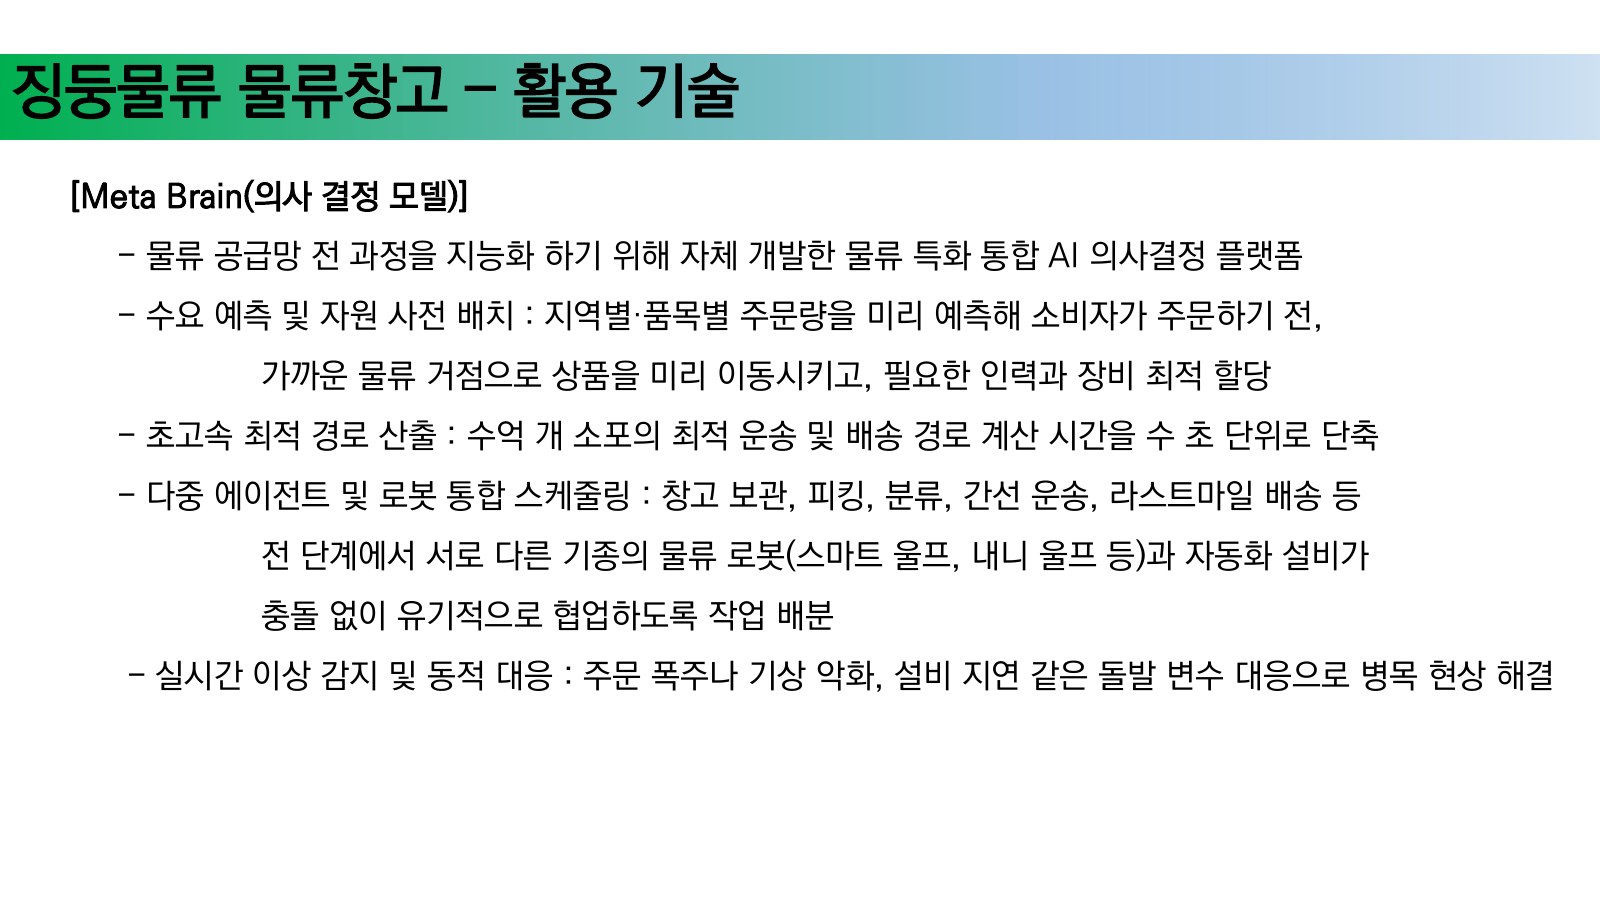 징둥물류 물류창고 – 활용 기술
[Meta Brain(의사 결정 모델)]
– 물류 공급망 전 과정을 지능화 하기 위해 자체 개발한 물류 특화 통합 AI 의사결정 플랫폼
– 수요 예측 및 자원 사전 배치 : 지역별·품목별 주문량을 미리 예측해 소비자가 주문하기 전,
가까운 물류 거점으로 상품을 미리 이동시키고, 필요한 인력과 장비 최적 할당
– 초고속 최적 경로 산출 : 수억 개 소포의 최적 운송 및 배송 경로 계산 시간을 수 초 단위로 단축
– 다중 에이전트 및 로봇 통합 스케줄링 : 창고 보관, 피킹, 분류, 간선 운송, 라스트마일 배송 등
전 단계에서 서로 다른 기종의 물류 로봇(스마트 울프, 내니 울프 등)과 자동화 설비가
충돌 없이 유기적으로 협업하도록 작업 배분
– 실시간 이상 감지 및 동적 대응 : 주문 폭주나 기상 악화, 설비 지연 같은 돌발 변수 대응으로 병목 현상 해결